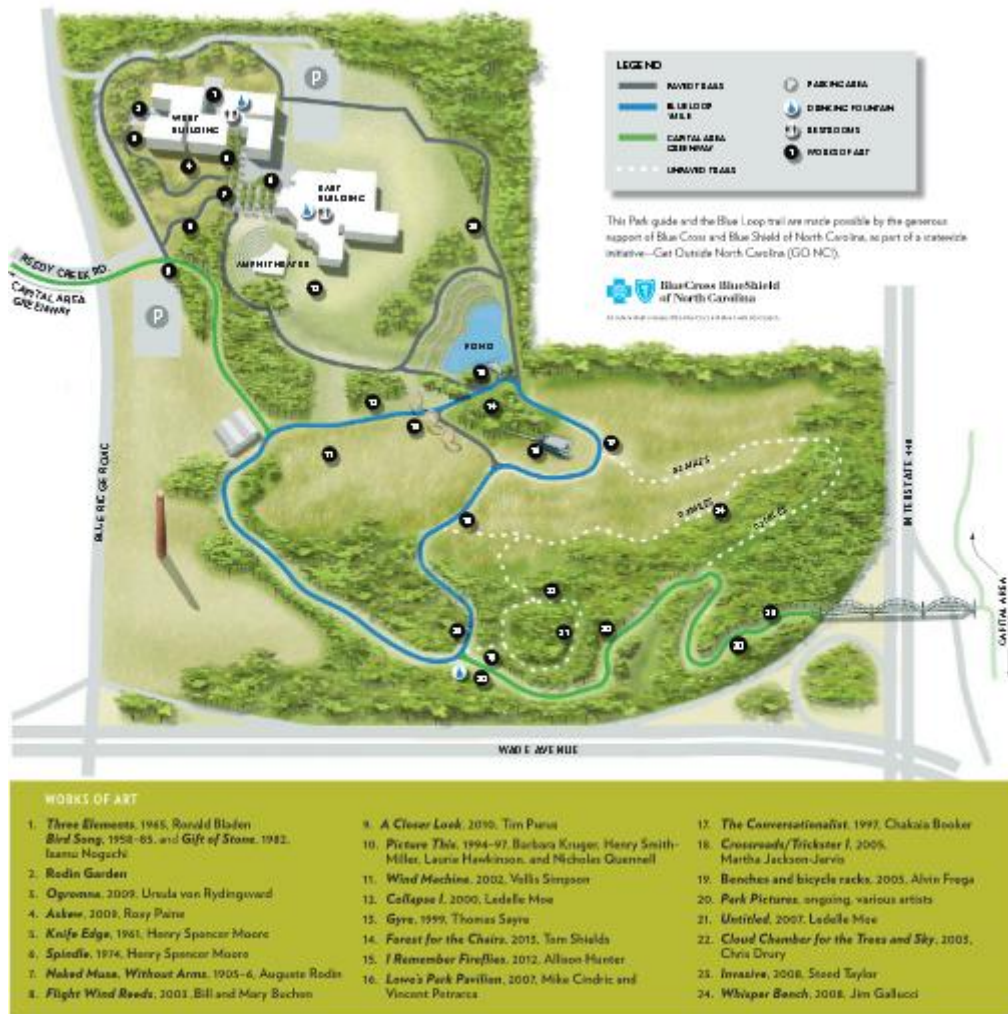 LEGEND
PAVED TRAILS
BLUE LOOP
CAPITAL AREA
GREENWAY
UNPAVED TRAILS
PARKING AREA
DRINKING FOUNTAIN
RESTROOMS
WORKS OF ART
This Park guide and the Blue Loop trail are made possible by the generous
support of Blue Cross and Blue Shield of North Carolina, as part of a statewide
initiative—Get Outside North Carolina (GO NC!).
BlueCross BlueShield
of North Carolina
P
WEST
BUILDING
EAST
BUILDING
AMPHITHEATER
REEDY CREEK RD.
CAPITAL AREA
GREENWAY
P
POND
BLUE RIDGE ROAD
INTERSTATE 440
CAPITAL AREA
WADE AVENUE
WORKS OF ART
1. Three Elements, 1965, Ronald Bladen
Bird Song, 1958–85, and Gift of Stone, 1982,
Isamu Noguchi
2. Rodin Garden
3. Ogromna, 2009, Ursula von Rydingsvard
4. Askew, 2009, Roxy Paine
5. Knife Edge, 1961, Henry Spencer Moore
6. Spindle, 1974, Henry Spencer Moore
7. Naked Muse, Without Arms, 1905–6, Auguste Rodin
8. Flight Wind Reeds, 2003, Bill and Mary Buchen
9. A Closer Look, 2010, Tim Purus
10. Picture This, 1994–97, Barbara Kruger, Henry Smith-
Miller, Laurie Hawkinson, and Nicholas Quennell
11. Wind Machine, 2002, Vollis Simpson
12. Collapse I, 2000, Ledelle Moe
13. Gyre, 1999, Thomas Sayre
14. Forest for the Chairs, 2013, Tom Shields
15. I Remember Fireflies, 2012, Allison Hunter
16. Lowe's Park Pavilion, 2007, Mike Cindric and
Vincent Petrarca
17. The Conversationalist, 1997, Chakaia Booker
18. Crossroads/Trickster I, 2005,
Martha Jackson-Jarvis
19. Benches and bicycle racks, 2005, Alvin Frega
20. Park Pictures, ongoing, various artists
21. Untitled, 2007, Ledelle Moe
22. Cloud Chamber for the Trees and Sky, 2003,
Chris Drury
23. Invasive, 2008, Steed Taylor
24. Whisper Bench, 2008, Jim Gallucci